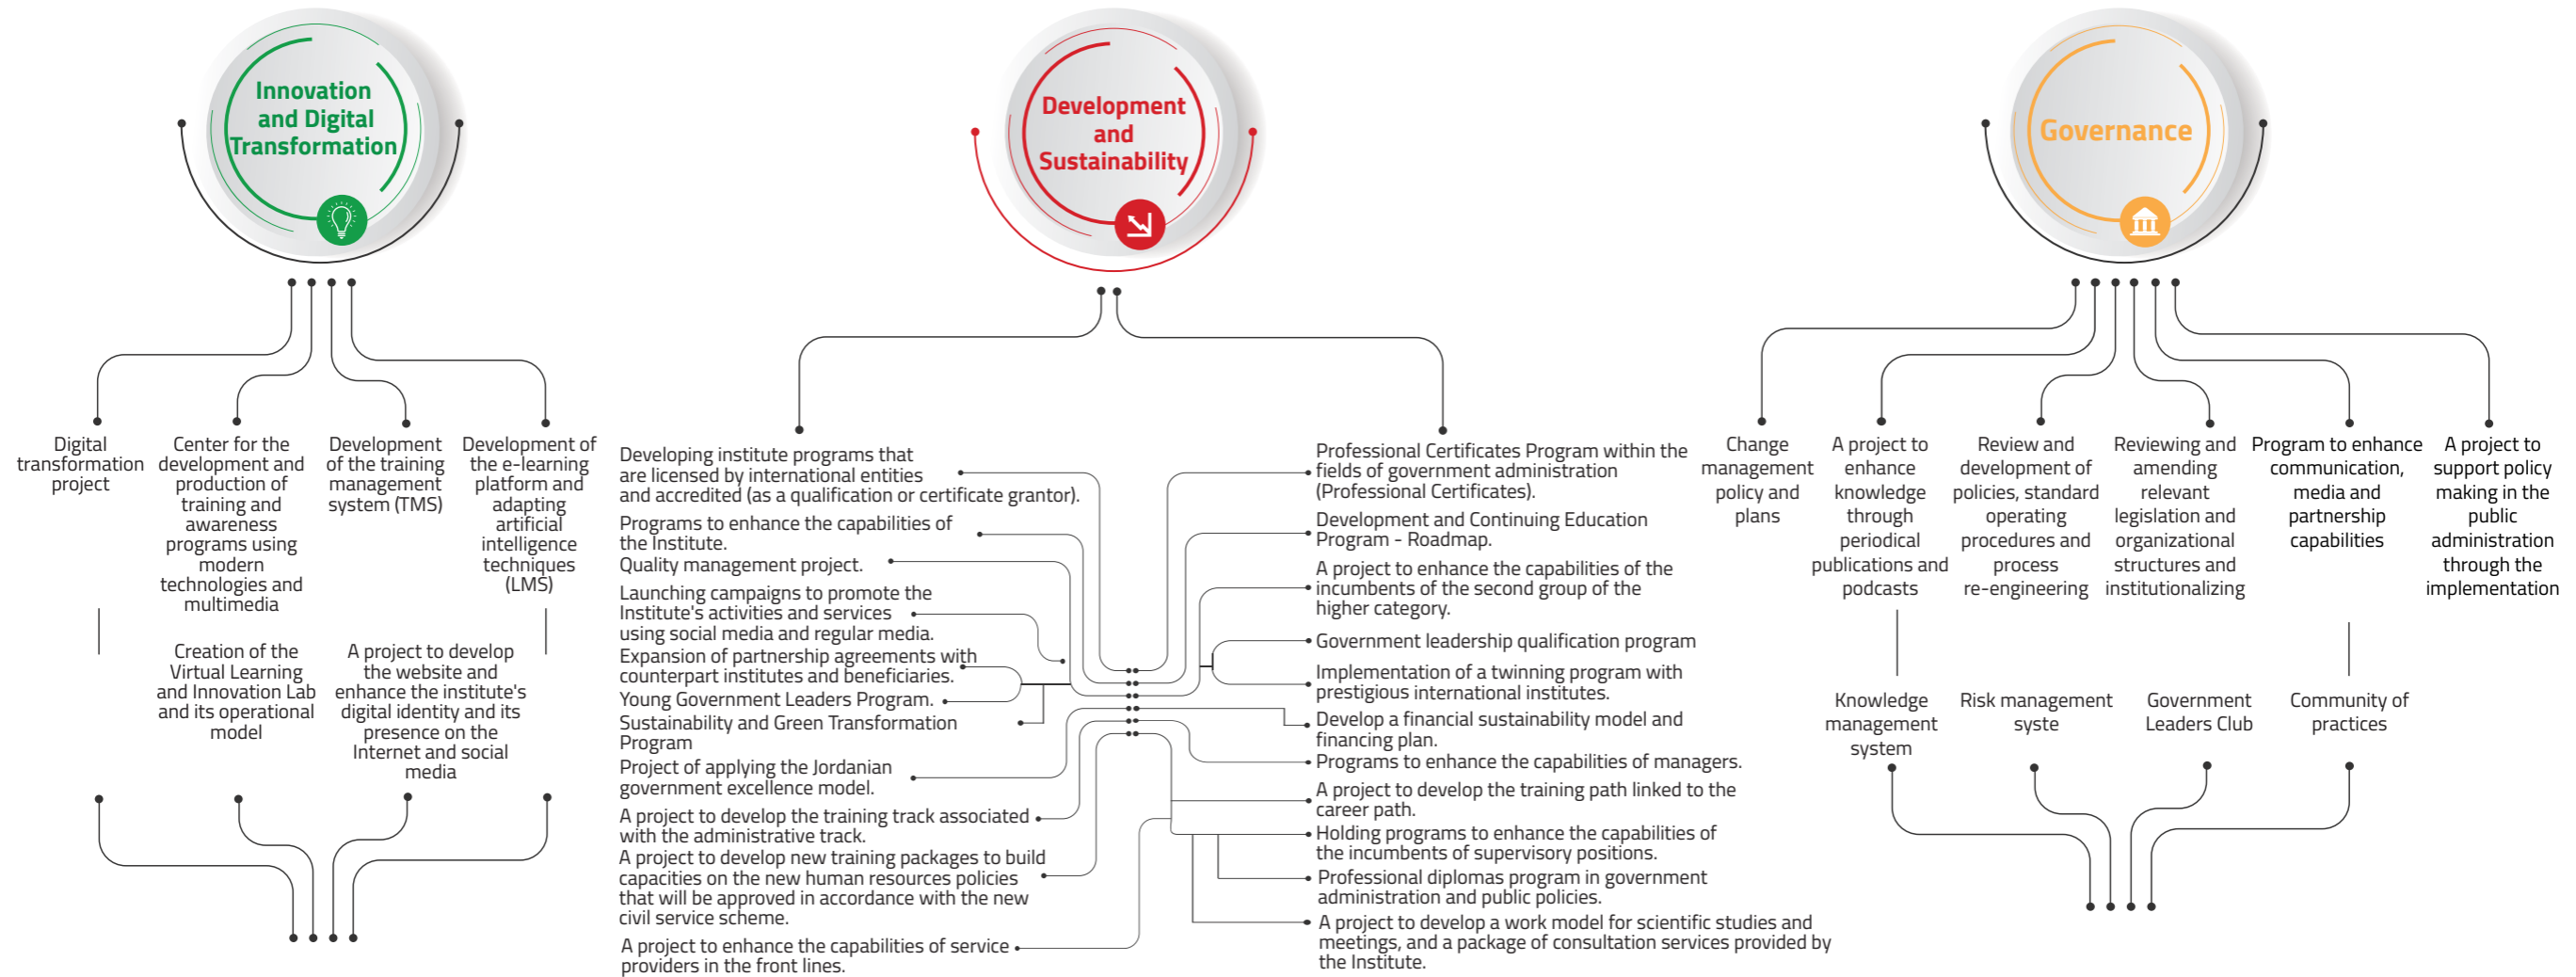 Innovation
and Digital
Transformation
Digital
transformation
project
Center for the
development and
production of
training and
awareness
programs using
modern
technologies and
multimedia
Development
of the training
management
system (TMS)
Development of
the e-learning
platform and
adapting
artificial
intelligence
techniques
(LMS)
Creation of the
Virtual Learning
and Innovation Lab
and its operational
model
A project to develop
the website and
enhance the institute's
digital identity and its
presence on the
Internet and social
media
Development
and
Sustainability
Developing institute programs that
are licensed by international entities
and accredited (as a qualification or certificate grantor).
Programs to enhance the capabilities of
the Institute.
Quality management project.
Launching campaigns to promote the
Institute's activities and services
using social media and regular media.
Expansion of partnership agreements with
counterpart institutes and beneficiaries.
Young Government Leaders Program.
Sustainability and Green Transformation
Program
Project of applying the Jordanian
government excellence model.
A project to develop the training track associated
with the administrative track.
A project to develop new training packages to build
capacities on the new human resources policies
that will be approved in accordance with the new
civil service scheme.
A project to enhance the capabilities of service
providers in the front lines.
Professional Certificates Program within the
fields of government administration
(Professional Certificates).
Development and Continuing Education
Program - Roadmap.
A project to enhance the capabilities of the
incumbents of the second group of the
higher category.
Government leadership qualification program
Implementation of a twinning program with
prestigious international institutes.
Develop a financial sustainability model and
financing plan.
Programs to enhance the capabilities of managers.
A project to develop the training path linked to the
career path.
Holding programs to enhance the capabilities of
the incumbents of supervisory positions.
Professional diplomas program in government
administration and public policies.
A project to develop a work model for scientific studies and
meetings, and a package of consultation services provided by
the Institute.
Governance
Change
management
policy and
plans
A project to
enhance
knowledge
through
periodical
publications and
podcasts
Review and
development of
policies, standard
operating
procedures and
process
re-engineering
Reviewing and
amending
relevant
legislation and
organizational
structures and
institutionalizing
Program to enhance
communication,
media and
partnership
capabilities
A project to
support policy
making in the
public
administration
through the
implementation
Knowledge
management
system
Risk management
syste
Government
Leaders Club
Community of
practices